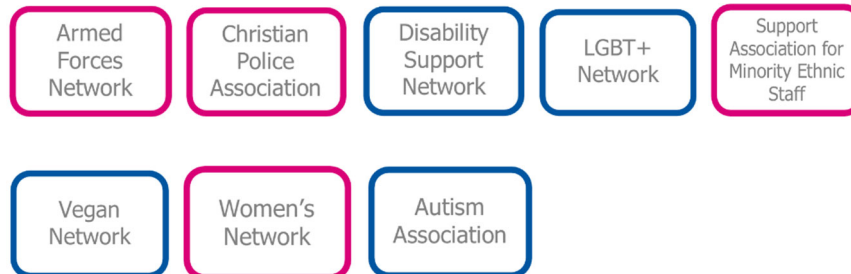 Armed
Forces
Network
Christian
Police
Association
Disability
Support
Network
LGBT+
Network
Support
Association for
Minority Ethnic
Staff
Vegan
Network
Women's
Network
Autism
Association